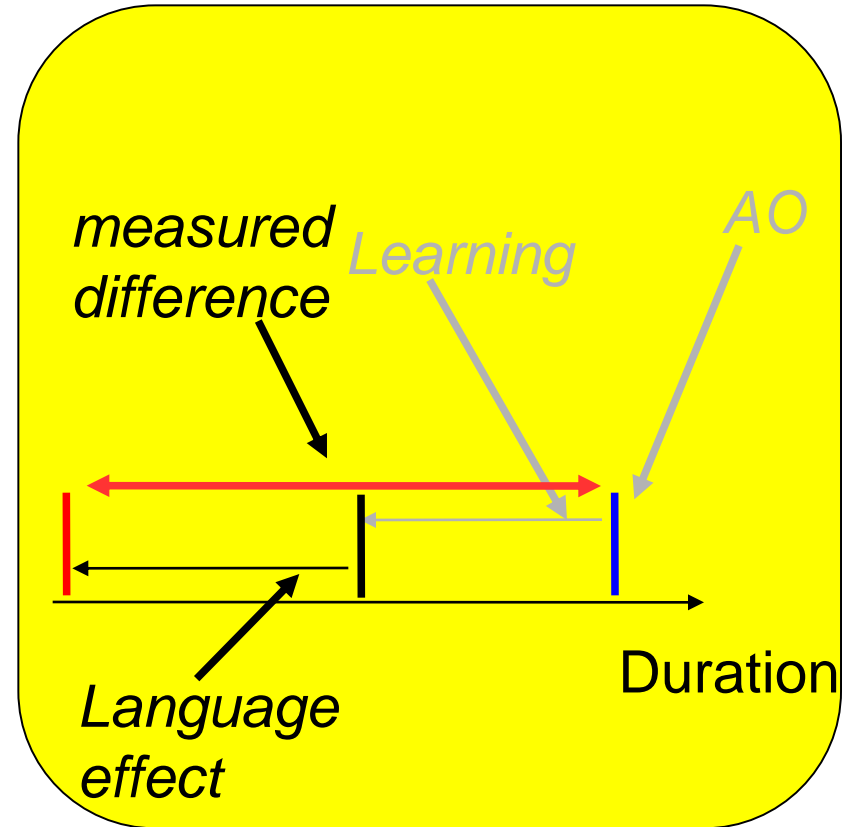 measured
difference
Learning
AO
Duration
Language
effect